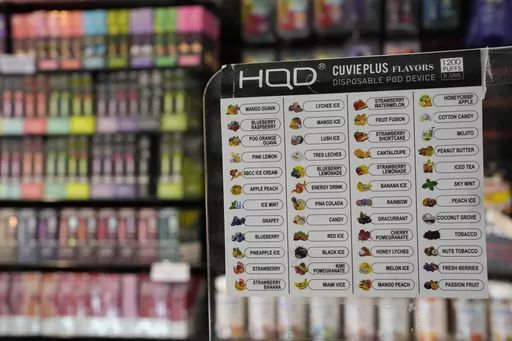 HQD® CUVIEPLUS FLAVORS
DISPOSABLE POD DEVICE
1200
PUFFS
5.0ML
MANGO GUAVA
BLUEBERRY
RASPBERRY
POG ORANGE
GUAVA
PINK LEMON
SBCC ICE CREAM
APPLE PEACH
ICE MINT
GRAPEY
BLUEBERRY
PINEAPPLE ICE
STRAWBERRY
STRAWBERRY
BANANA
LYCHEE ICE
MANGO ICE
LUSH ICE
TRES LECHES
BLUEBERRY
LEMONADE
ENERGY DRINK
PINA COLADA
CANDY
RED ICE
BLACK ICE
KIWI
POMEGRANATE
MIAMI VICE
STRAWBERRY
WATERMELON
FRUIT FUSION
STRAWBERRY
SHORTCAKE
CANTALOUPE
STRAWBERRY
LEMONADE
BANANA ICE
RAINBOW
GRACURRANT
CHERRY
POMEGRANATE
HONEY LYCHEE
MELON ICE
MANGO PEACH
HONEYCRISP
APPLE
COTTON CANDY
MOJITO
PEANUT BUTTER
ICED TEA
SKY MINT
PEACH ICE
COCONUT GROVE
TOBACCO
NUTS TOBACCO
FRESH BERRIES
PASSION FRUIT